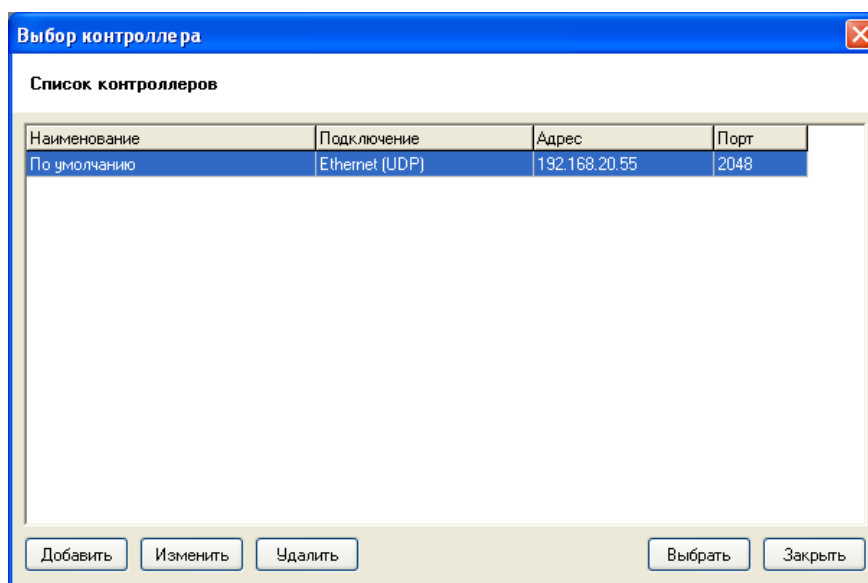 Выбор контроллера
Список контроллеров
Наименование Подключение Адрес Порт
По умолчанию Ethernet (UDP) 192.168.20.55 2048
Добавить Изменить Удалить Выбрать Закрыть